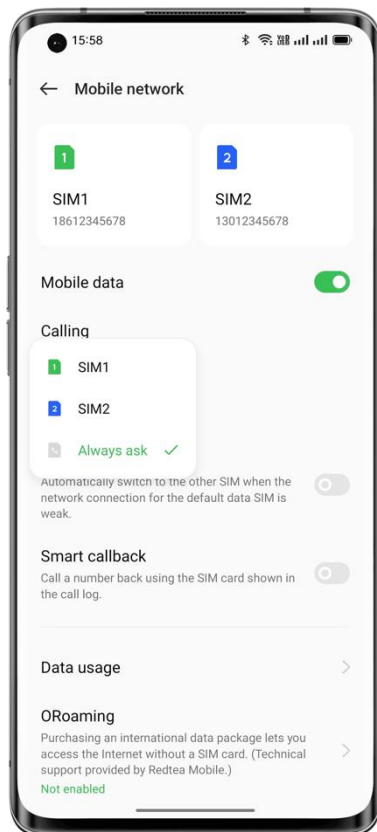 15:58
Mobile network
1
2
SIM1
SIM2
18612345678
13012345678
Mobile data
Calling
1 SIM1
2 SIM2
Always ask
Automatically switch to the other SIM when the
network connection for the default data SIM is
weak.
Smart callback
Call a number back using the SIM card shown in
the call log.
Data usage
ORoaming
Purchasing an international data package lets you
access the Internet without a SIM card. (Technical
support provided by Redtea Mobile.)
Not enabled